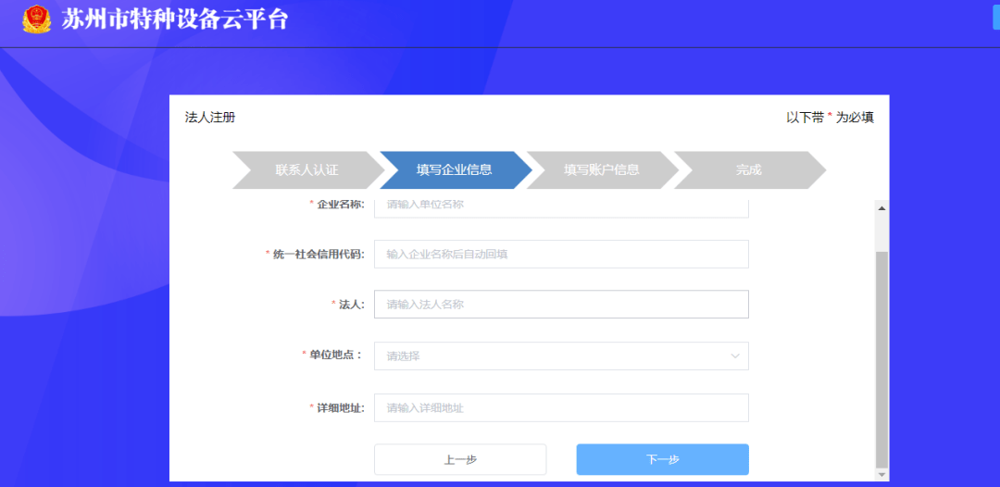 苏州市特种设备云平台
法人注册
以下带 * 为必填
联系人认证
填写企业信息
填写账户信息
完成
* 企业名称:
请输入单位名称
* 统一社会信用代码:
输入企业名称后自动回填
* 法人:
请输入法人名称
* 单位地点：
请选择
* 详细地址:
请输入详细地址
上一步
下一步